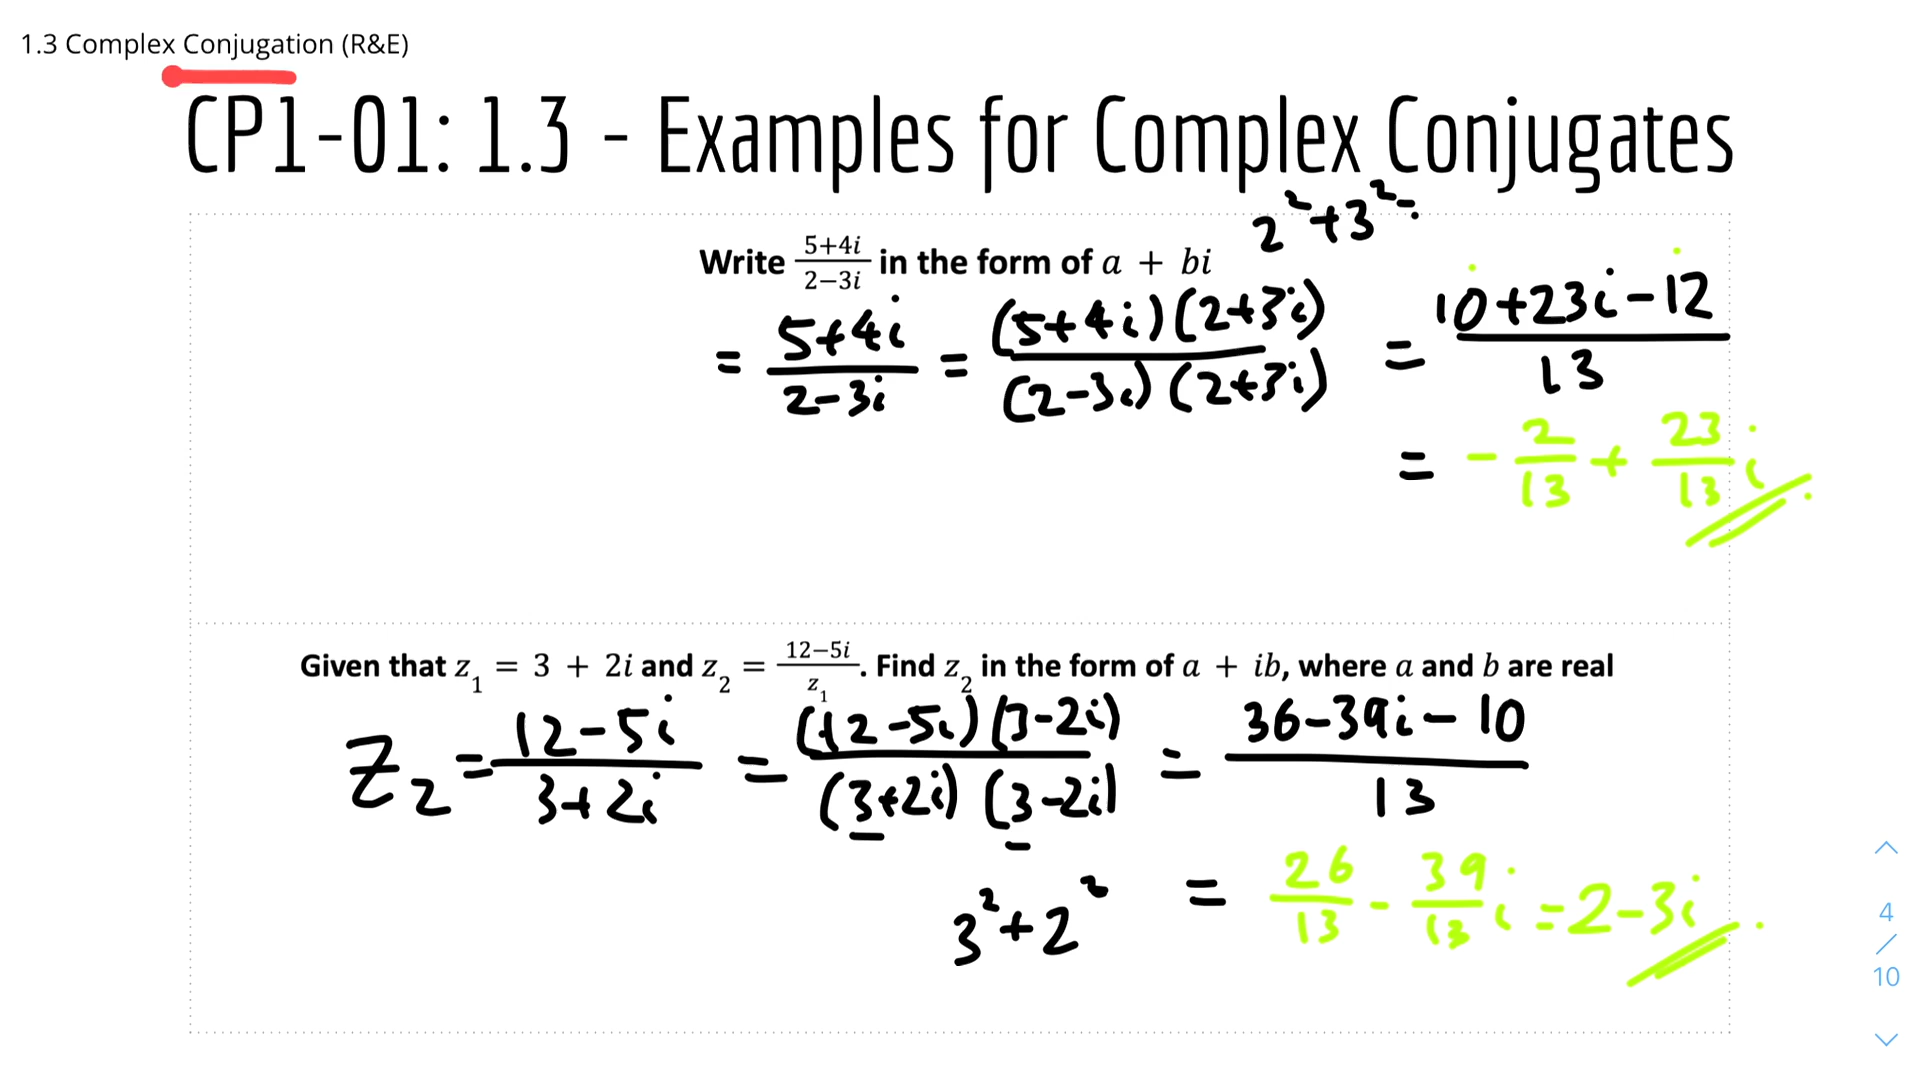 1.3 Complex Conjugation (R&E)
CP1-01: 1.3 - Examples for Complex Conjugates
2²+3²=
Write (5+4i)/(2−3i) in the form of a + bi
= (5+4i)/(2-3i) = ((5+4i)(2+3i))/((2-3i)(2+3i)) = (10+23i-12)/13
= -2/13 + 23/13 i
Given that z₁ = 3 + 2i and z₂ = (12−5i)/z₁. Find z₂ in the form of a + ib, where a and b are real
Z₂ = (12-5i)/(3+2i) = ((12-5i)(3-2i))/((3+2i)(3-2i)) = (36-39i-10)/13
3²+2² = 26/13 - 39/13 i = 2-3i
4
/
10